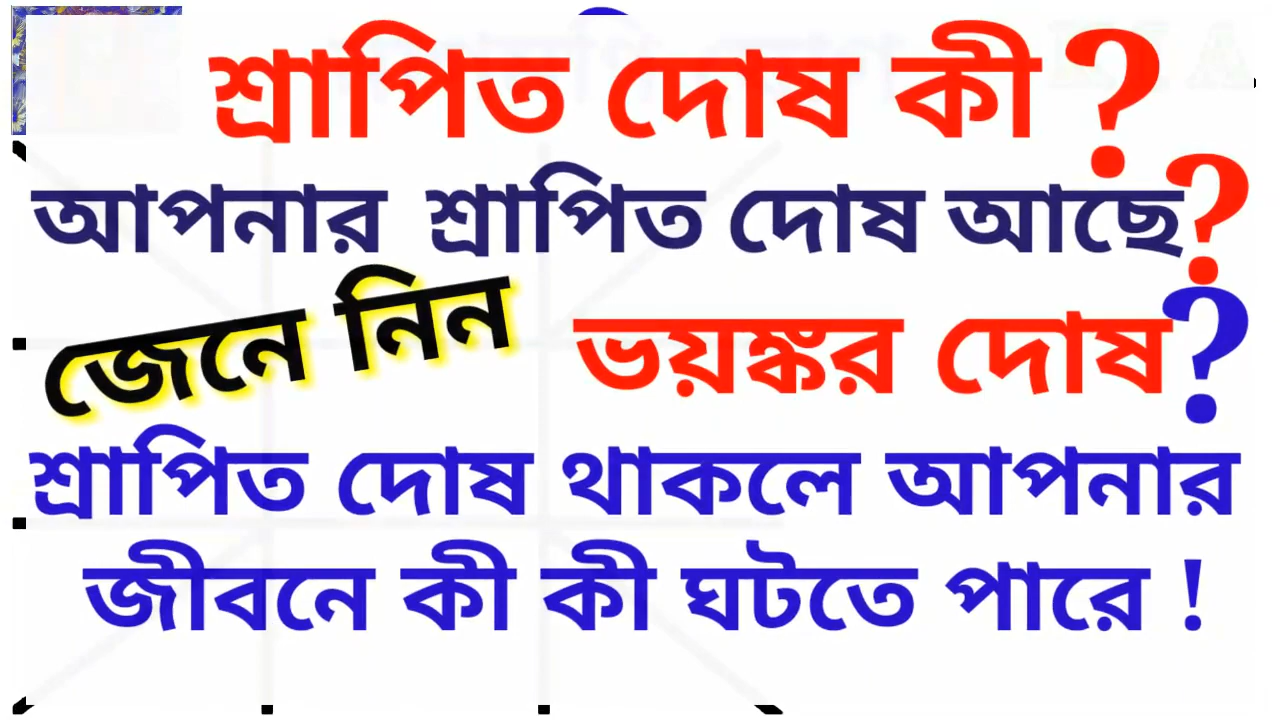 শ্রাপিত দোষ কী ?
আপনার শ্রাপিত দোষ আছে ?
জেনে নিন ভয়ঙ্কর দোষ ?
শ্রাপিত দোষ থাকলে আপনার
জীবনে কী কী ঘটতে পারে !